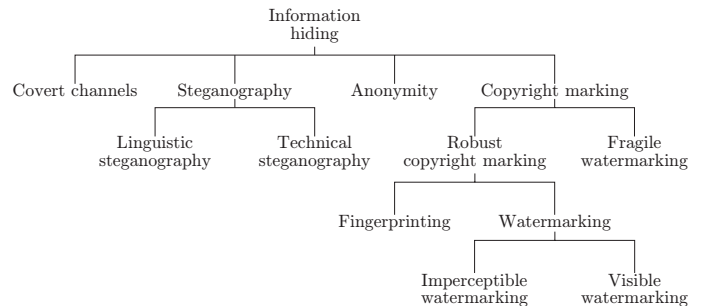 Information
hiding
Covert channels
Steganography
Anonymity
Copyright marking
Linguistic
steganography
Technical
steganography
Robust
copyright marking
Fragile
watermarking
Fingerprinting
Watermarking
Imperceptible
watermarking
Visible
watermarking